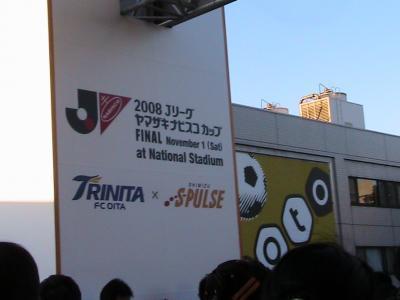 2008 Jリーグ
ヤマザキナビスコ カップ
FINAL November 1 (Sat)
at National Stadium
TRINITA
FC OITA
×
SHIMIZU
S-PULSE
toto